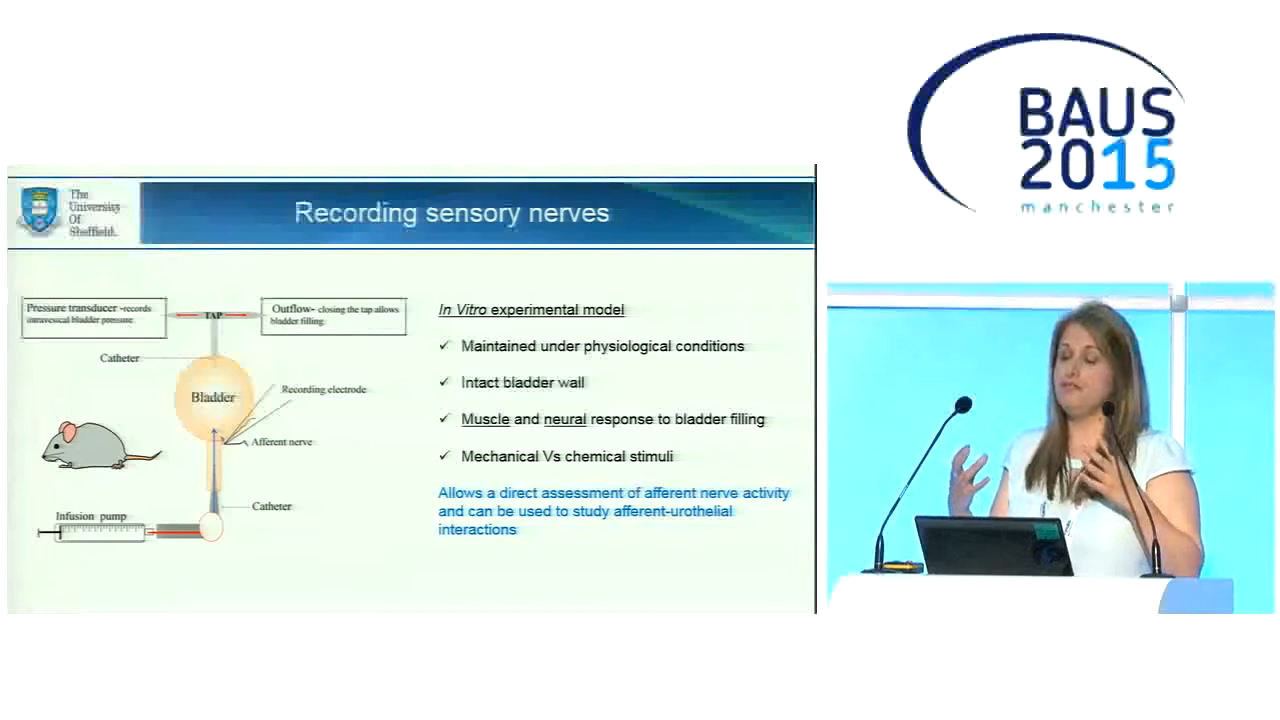 BAUS
2015
manchester
The
University
Of
Sheffield.
Recording sensory nerves
Pressure transducer -records
intravesical bladder pressure.
TAP
Outflow- closing the tap allows
bladder filling.
Catheter
Bladder
Recording electrode
Afferent nerve
Catheter
Infusion pump
In Vitro experimental model
✓ Maintained under physiological conditions
✓ Intact bladder wall
✓ Muscle and neural response to bladder filling
✓ Mechanical Vs chemical stimuli
Allows a direct assessment of afferent nerve activity
and can be used to study afferent-urothelial
interactions